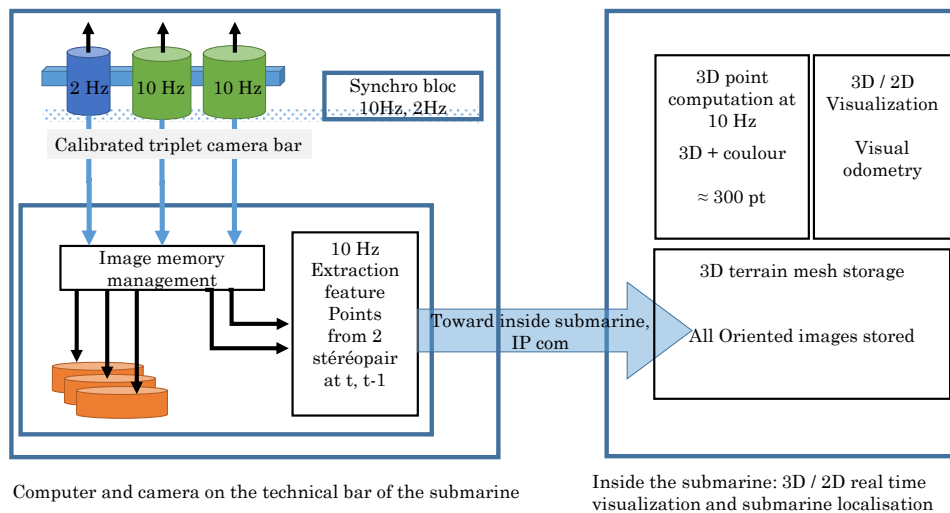 2 Hz
10 Hz
10 Hz
Synchro bloc
10Hz, 2Hz
Calibrated triplet camera bar
Image memory
management
10 Hz
Extraction
feature
Points
from 2
stéréopair
at t, t-1
Toward inside submarine,
IP com
3D point
computation at
10 Hz
3D + coulour
≈ 300 pt
3D / 2D
Visualization
Visual
odometry
3D terrain mesh storage
All Oriented images stored
Computer and camera on the technical bar of the submarine
Inside the submarine: 3D / 2D real time
visualization and submarine localisation